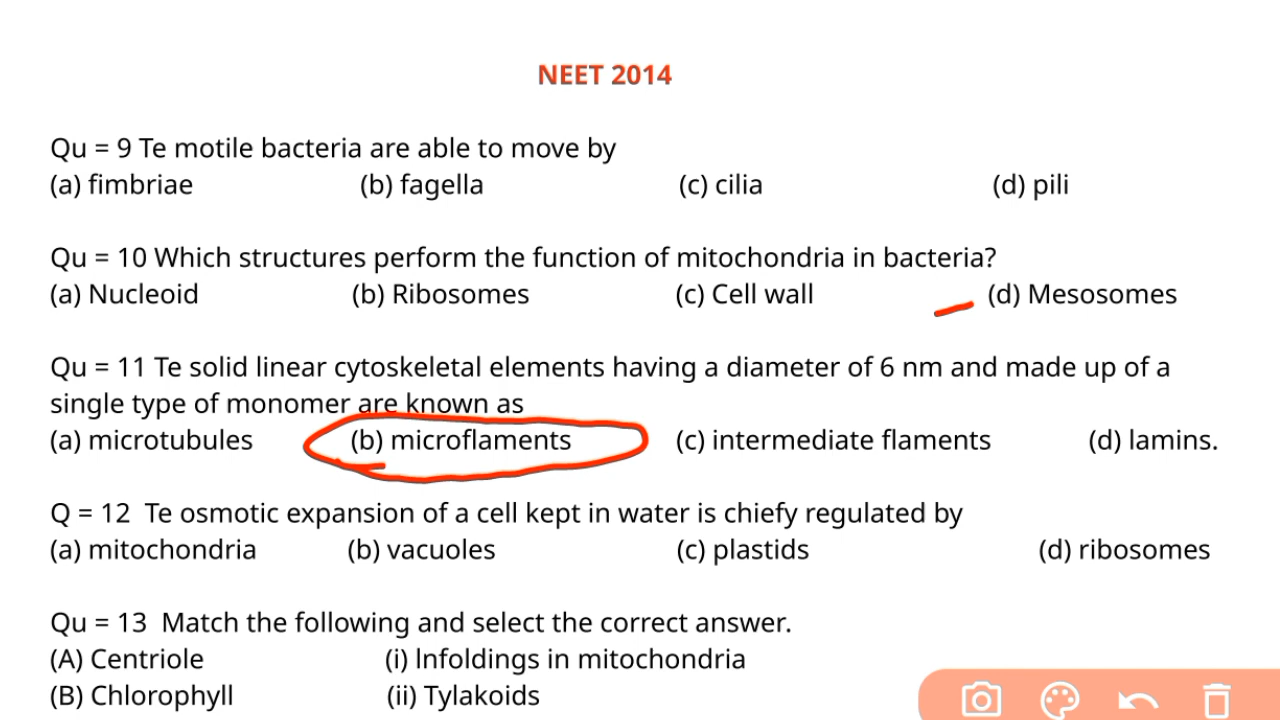 NEET 2014
Qu = 9 Te motile bacteria are able to move by
(a) fimbriae (b) fagella (c) cilia (d) pili
Qu = 10 Which structures perform the function of mitochondria in bacteria?
(a) Nucleoid (b) Ribosomes (c) Cell wall (d) Mesosomes
Qu = 11 Te solid linear cytoskeletal elements having a diameter of 6 nm and made up of a
single type of monomer are known as
(a) microtubules (b) microflaments (c) intermediate flaments (d) lamins.
Q = 12 Te osmotic expansion of a cell kept in water is chiefy regulated by
(a) mitochondria (b) vacuoles (c) plastids (d) ribosomes
Qu = 13 Match the following and select the correct answer.
(A) Centriole (i) lnfoldings in mitochondria
(B) Chlorophyll (ii) Tylakoids